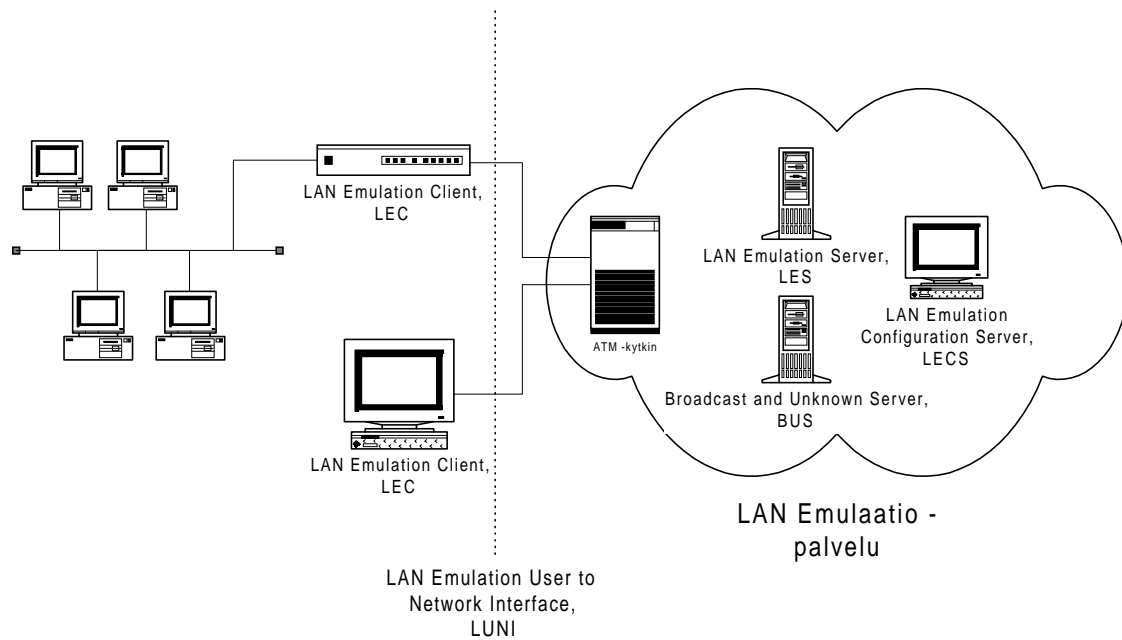 LAN Emulation Client,
LEC
LAN Emulation Server,
LES
LAN Emulation
Configuration Server,
LECS
ATM -kytkin
Broadcast and Unknown Server,
BUS
LAN Emulation Client,
LEC
LAN Emulaatio -
palvelu
LAN Emulation User to
Network Interface,
LUNI